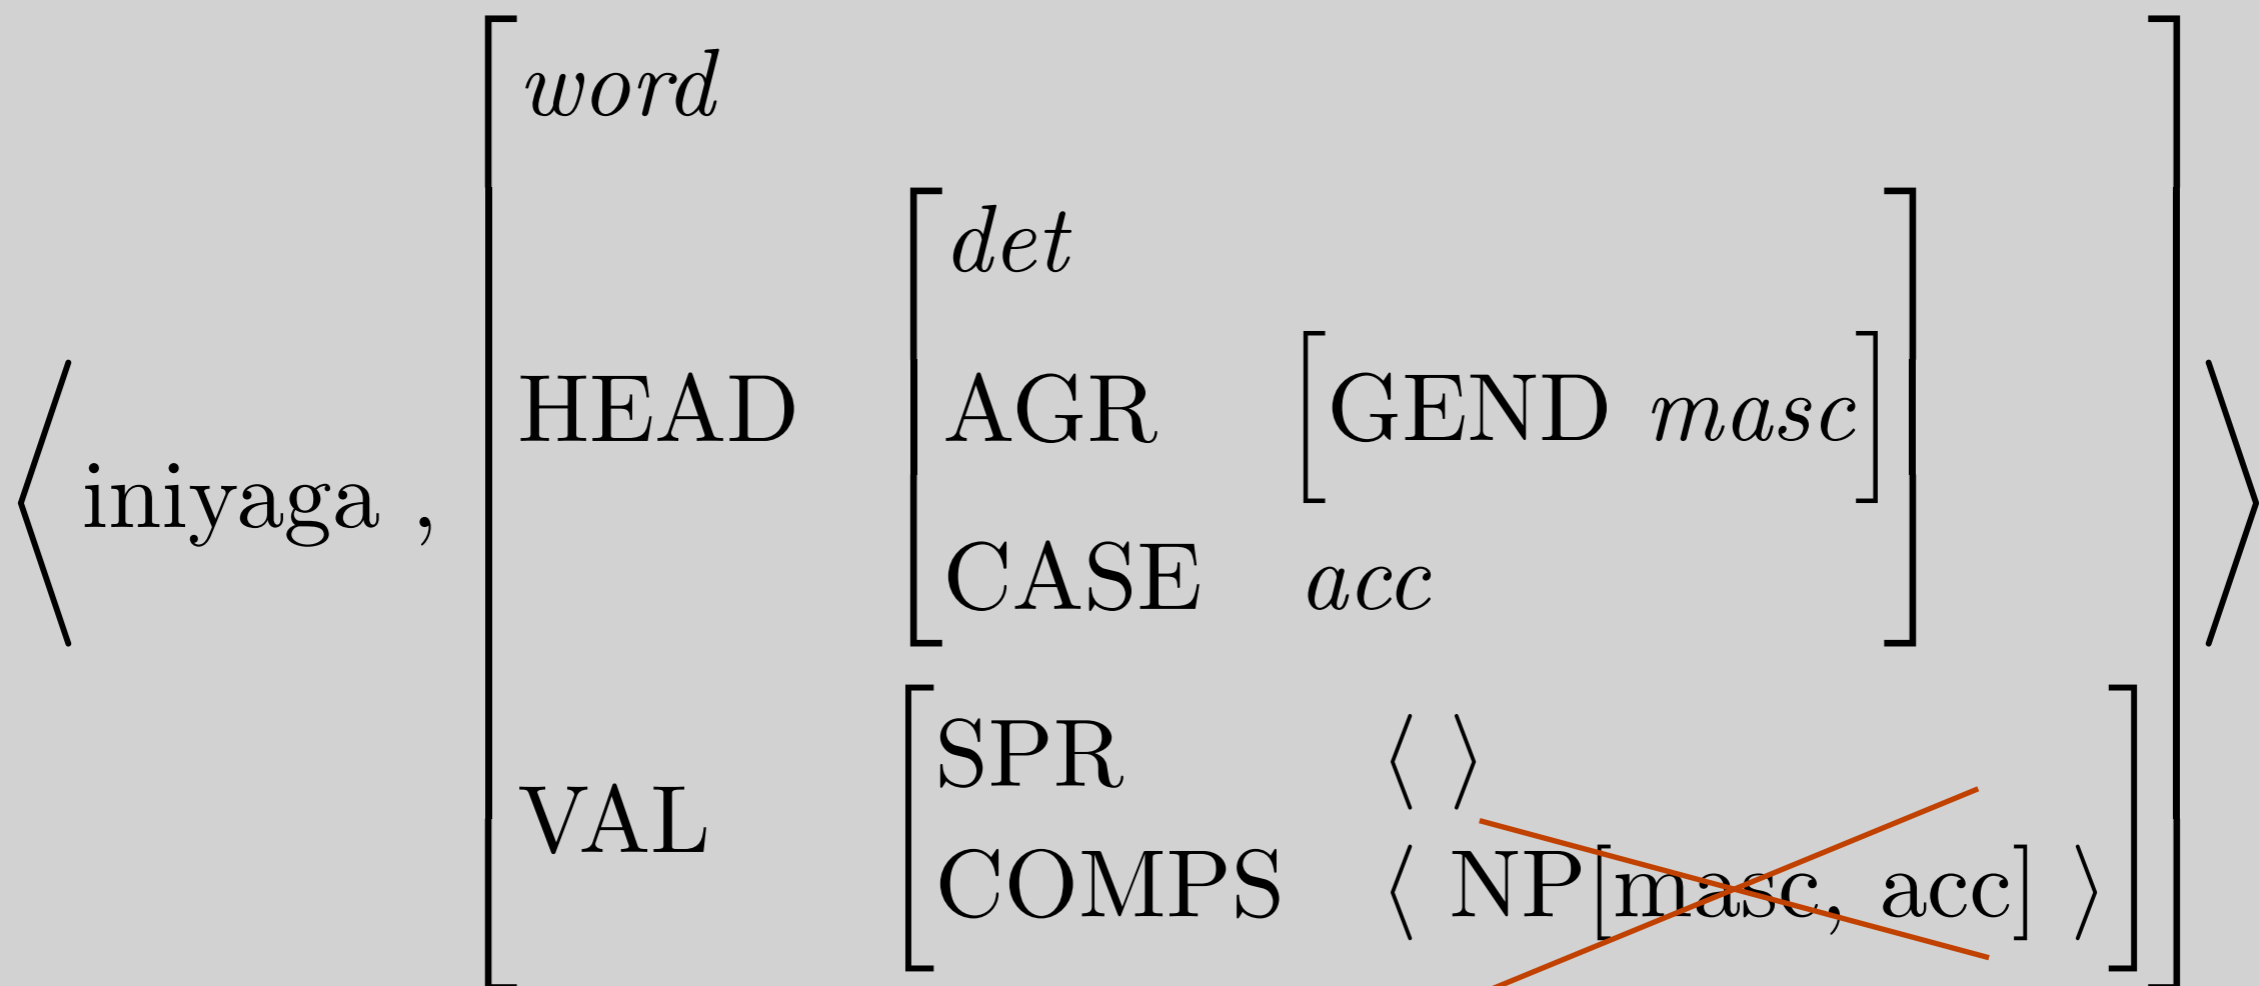 word
det
HEAD AGR [GEND masc]
⟨ iniyaga ,
CASE acc
SPR ⟨ ⟩
VAL
COMPS ⟨ NP[masc, acc] ⟩